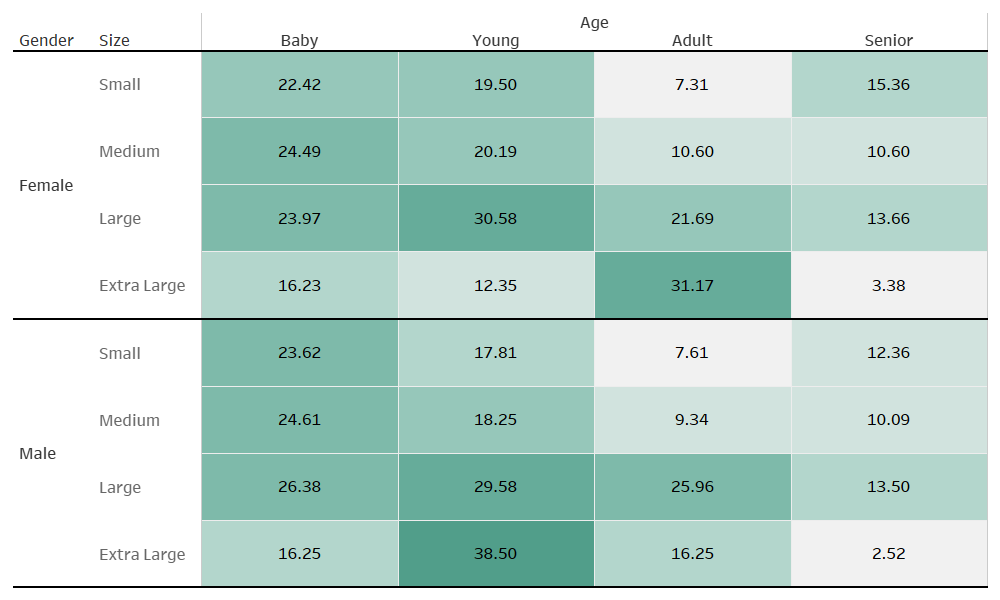 Age
Gender Size Baby Young Adult Senior
Female
Small 22.42 19.50 7.31 15.36
Medium 24.49 20.19 10.60 10.60
Large 23.97 30.58 21.69 13.66
Extra Large 16.23 12.35 31.17 3.38
Male
Small 23.62 17.81 7.61 12.36
Medium 24.61 18.25 9.34 10.09
Large 26.38 29.58 25.96 13.50
Extra Large 16.25 38.50 16.25 2.52